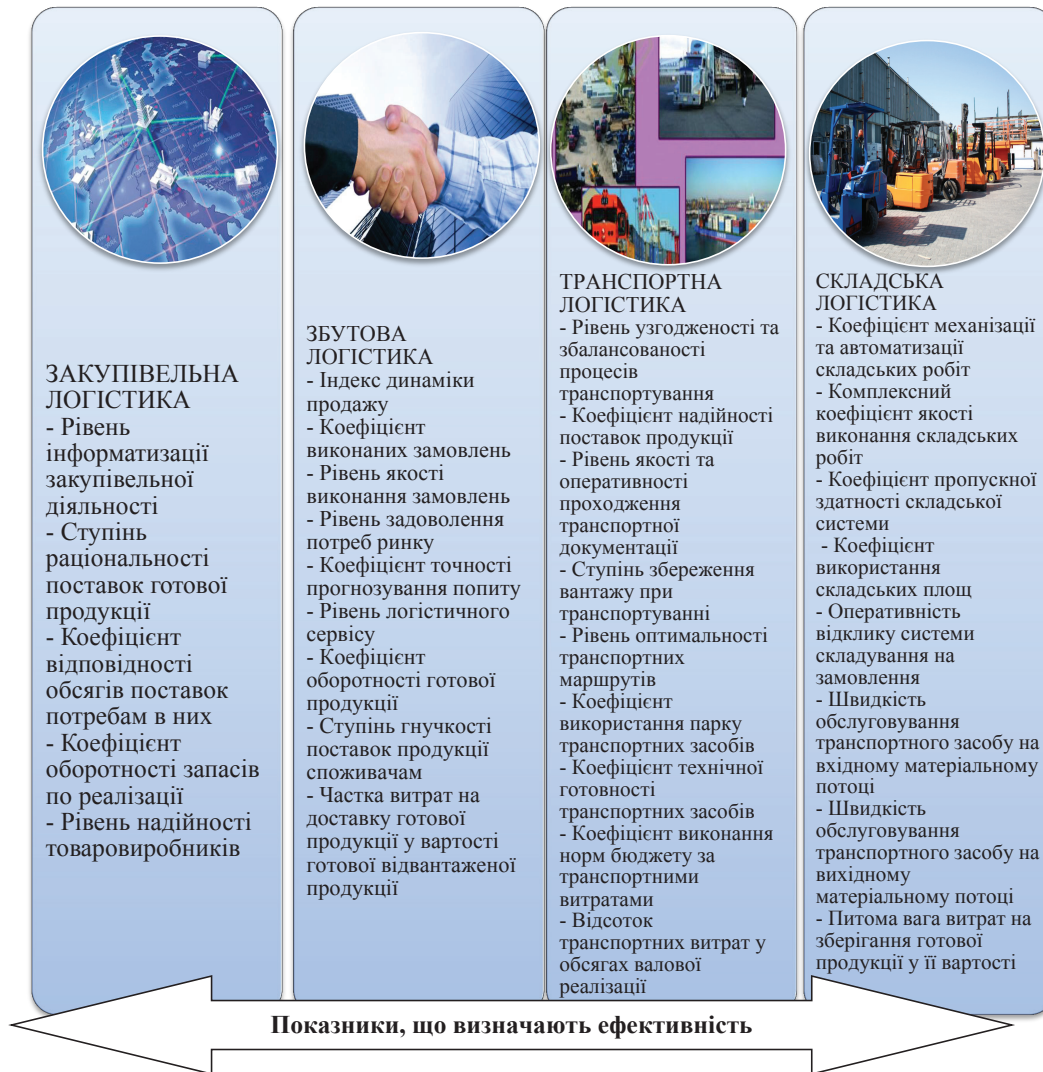 ЗАКУПІВЕЛЬНА
ЛОГІСТИКА
- Рівень
інформатизації
закупівельної
діяльності
- Ступінь
раціональності
поставок готової
продукції
- Коефіцієнт
відповідності
обсягів поставок
потребам в них
- Коефіцієнт
оборотності запасів
по реалізації
- Рівень надійності
товаровиробників
ЗБУТОВА
ЛОГІСТИКА
- Індекс динаміки
продажу
- Коефіцієнт
виконаних замовлень
- Рівень якості
виконання замовлень
- Рівень задоволення
потреб ринку
- Коефіцієнт точності
прогнозування попиту
- Рівень логістичного
сервісу
- Коефіцієнт
оборотності готової
продукції
- Ступінь гнучкості
поставок продукції
споживачам
- Частка витрат на
доставку готової
продукції у вартості
готової відвантаженої
продукції
ТРАНСПОРТНА
ЛОГІСТИКА
- Рівень узгодженості та
збалансованості
процесів
транспортування
- Коефіцієнт надійності
поставок продукції
- Рівень якості та
оперативності
проходження
транспортної
документації
- Ступінь збереження
вантажу при
транспортуванні
- Рівень оптимальності
транспортних
маршрутів
- Коефіцієнт
використання парку
транспортних засобів
- Коефіцієнт технічної
готовності
транспортних засобів
- Коефіцієнт виконання
норм бюджету за
транспортними
витратами
- Відсоток
транспортних витрат у
обсягах валової
реалізації
СКЛАДСЬКА
ЛОГІСТИКА
- Коефіцієнт механізації
та автоматизації
складських робіт
- Комплексний
коефіцієнт якості
виконання складських
робіт
- Коефіцієнт пропускної
здатності складської
системи
- Коефіцієнт
використання
складських площ
- Оперативність
відклику системи
складування на
замовлення
- Швидкість
обслуговування
транспортного засобу на
вхідному матеріальному
потоці
- Швидкість
обслуговування
транспортного засобу на
вихідному
матеріальному потоці
- Питома вага витрат на
зберігання готової
продукції у її вартості
Показники, що визначають ефективність